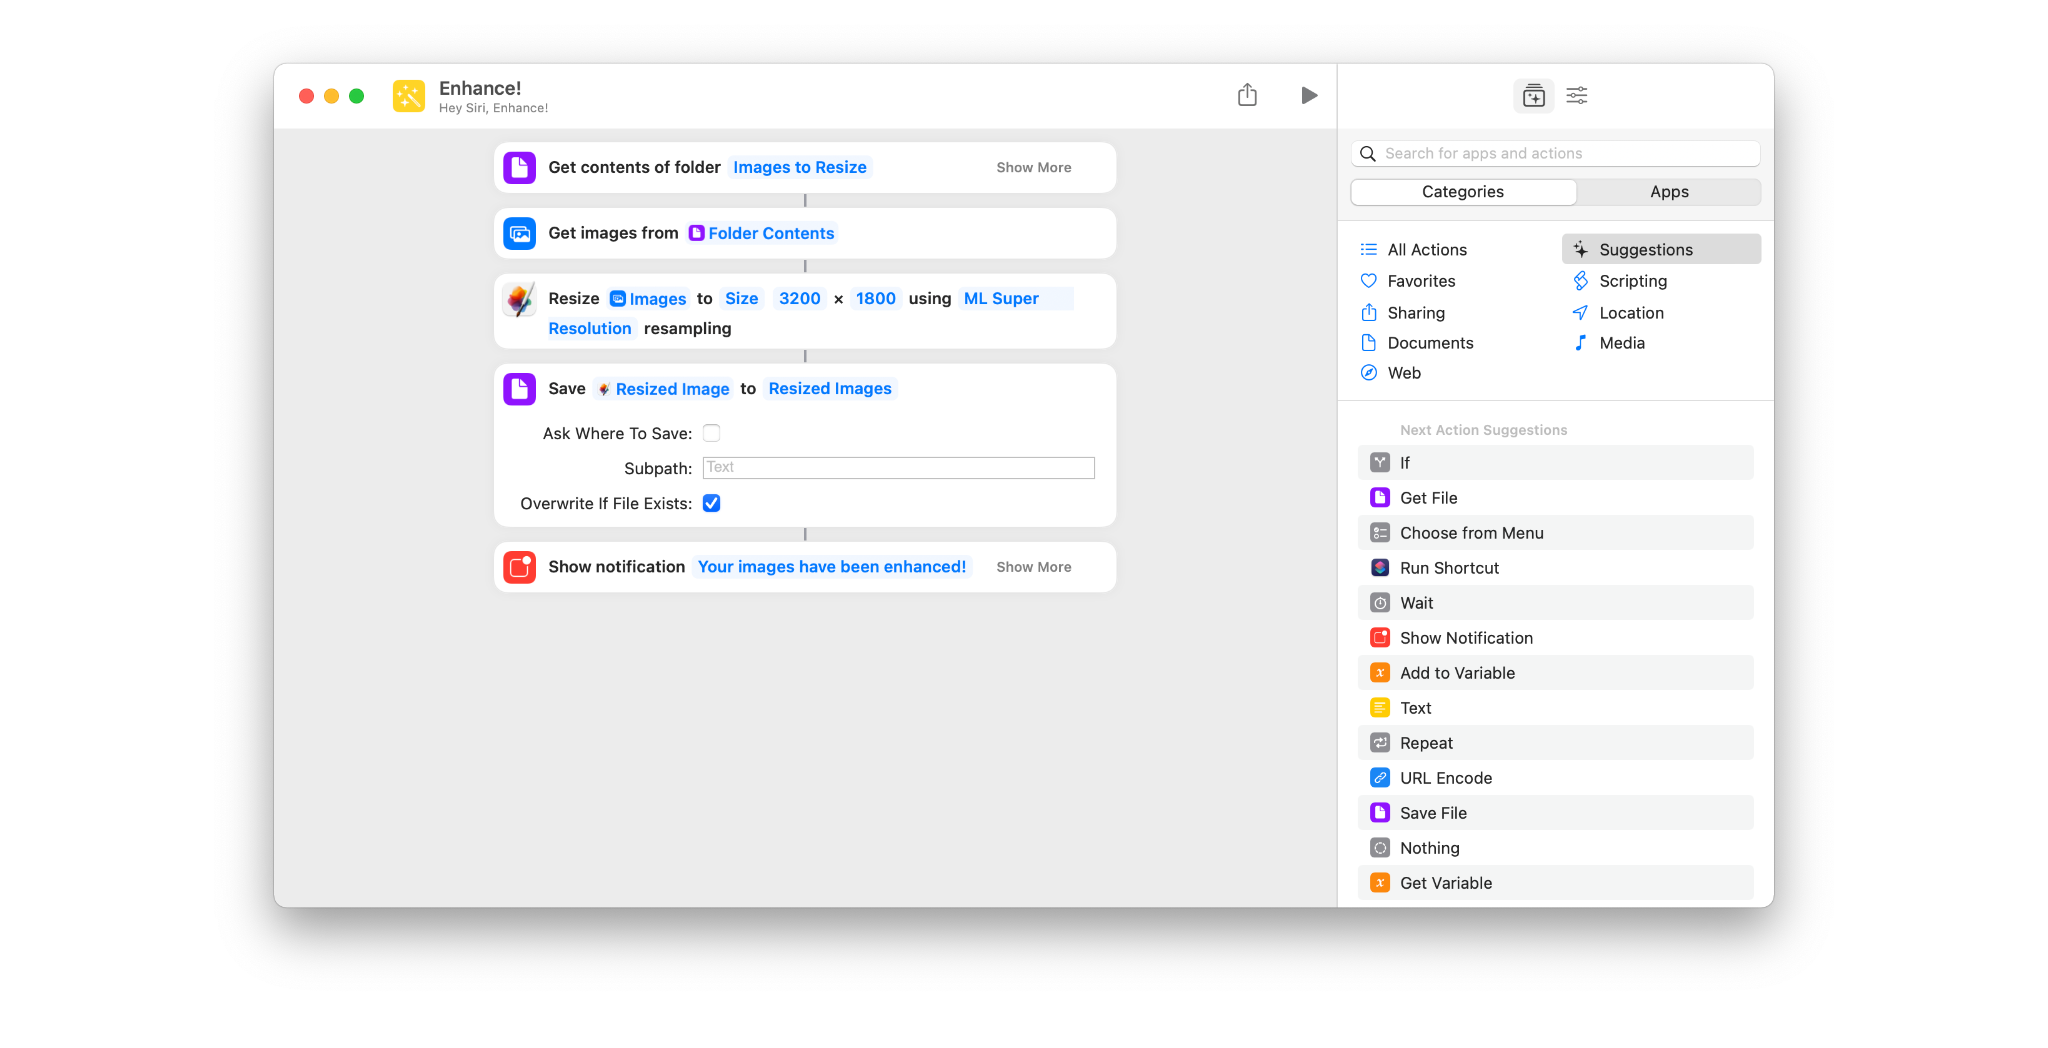 Enhance!
Hey Siri, Enhance!
Get contents of folder Images to Resize Show More
Get images from Folder Contents
Resize Images to Size 3200 × 1800 using ML Super
Resolution resampling
Save Resized Image to Resized Images
Ask Where To Save:
Subpath: Text
Overwrite If File Exists:
Show notification Your images have been enhanced! Show More
Search for apps and actions
Categories Apps
All Actions Suggestions
Favorites Scripting
Sharing Location
Documents Media
Web
Next Action Suggestions
If
Get File
Choose from Menu
Run Shortcut
Wait
Show Notification
Add to Variable
Text
Repeat
URL Encode
Save File
Nothing
Get Variable